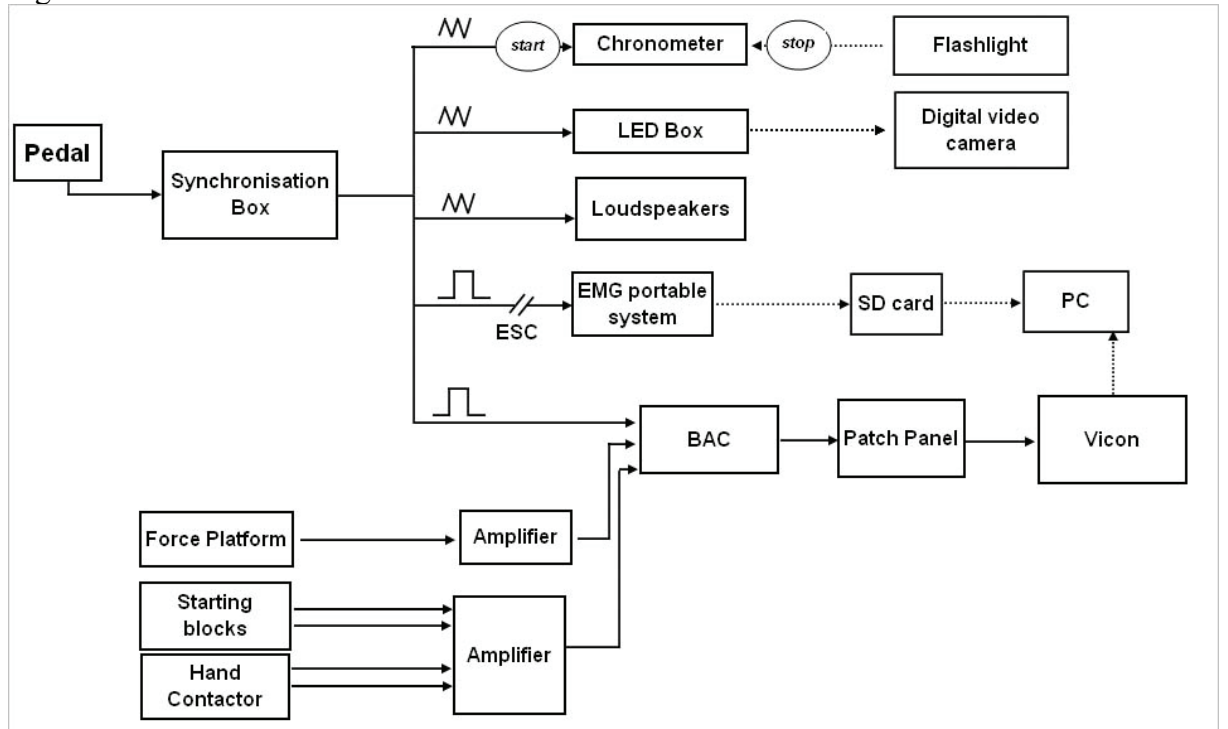 start
Chronometer
stop
Flashlight
LED Box
Digital video
camera
Pedal
Synchronisation
Box
Loudspeakers
EMG portable
system
ESC
SD card
PC
BAC
Patch Panel
Vicon
Force Platform
Amplifier
Starting
blocks
Amplifier
Hand
Contactor